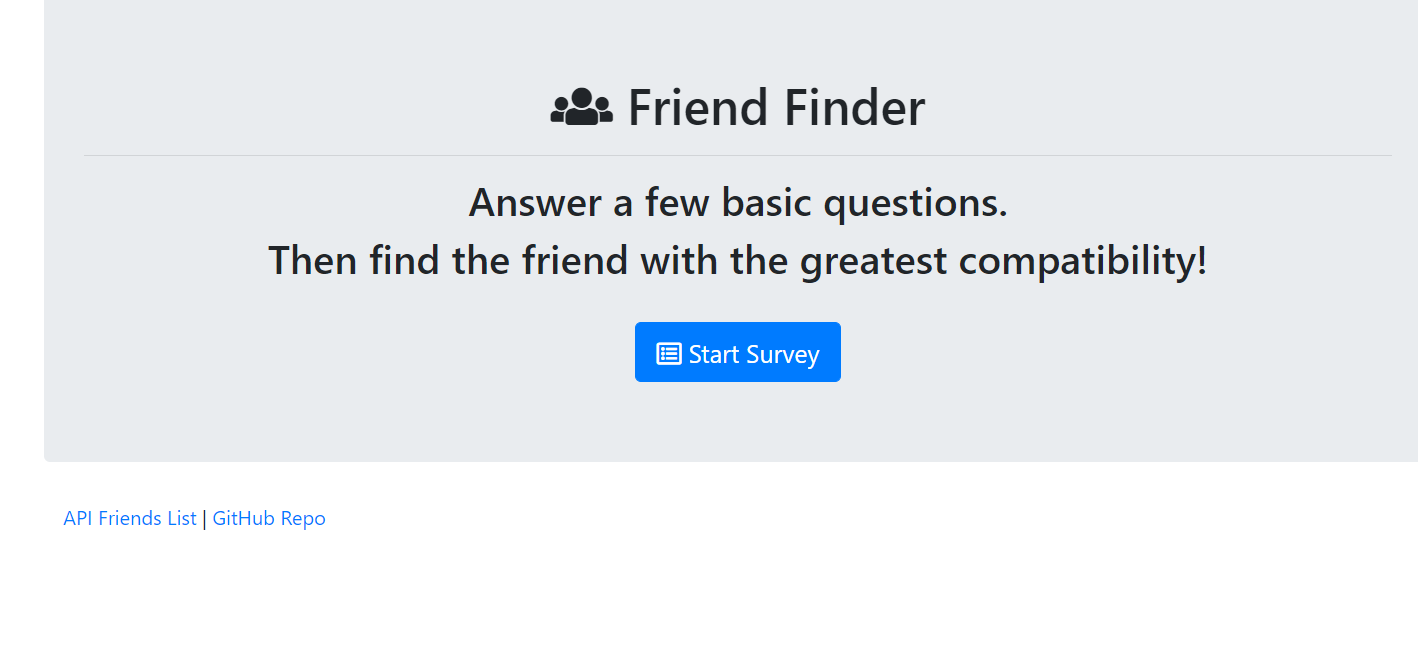 Friend Finder
Answer a few basic questions.
Then find the friend with the greatest compatibility!
Start Survey
API Friends List | GitHub Repo